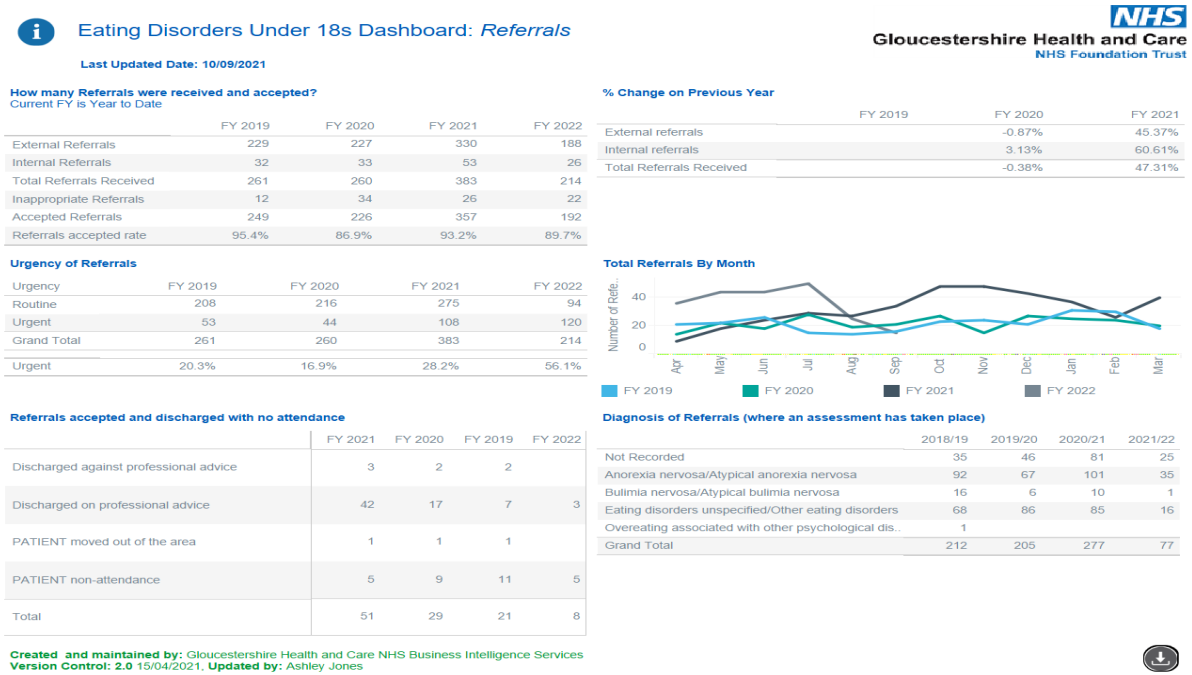 Eating Disorders Under 18s Dashboard: Referrals
NHS
Gloucestershire Health and Care
NHS Foundation Trust
Last Updated Date: 10/09/2021
How many Referrals were received and accepted?
Current FY is Year to Date
FY 2019 FY 2020 FY 2021 FY 2022
External Referrals 229 227 330 188
Internal Referrals 32 33 53 26
Total Referrals Received 261 260 383 214
Inappropriate Referrals 12 34 26 22
Accepted Referrals 249 226 357 192
Referrals accepted rate 95.4% 86.9% 93.2% 89.7%
% Change on Previous Year
FY 2019 FY 2020 FY 2021
External referrals -0.87% 45.37%
Internal referrals 3.13% 60.61%
Total Referrals Received -0.38% 47.31%
Urgency of Referrals
Urgency FY 2019 FY 2020 FY 2021 FY 2022
Routine 208 216 275 94
Urgent 53 44 108 120
Grand Total 261 260 383 214
Urgent 20.3% 16.9% 28.2% 56.1%
Total Referrals By Month
Number of Refe..
40
20
0
Apr May Jun Jul Aug Sep Oct Nov Dec Jan Feb Mar
FY 2019 FY 2020 FY 2021 FY 2022
Referrals accepted and discharged with no attendance
FY 2021 FY 2020 FY 2019 FY 2022
Discharged against professional advice 3 2 2
Discharged on professional advice 42 17 7 3
PATIENT moved out of the area 1 1 1
PATIENT non-attendance 5 9 11 5
Total 51 29 21 8
Diagnosis of Referrals (where an assessment has taken place)
2018/19 2019/20 2020/21 2021/22
Not Recorded 35 46 81 25
Anorexia nervosa/Atypical anorexia nervosa 92 67 101 35
Bulimia nervosa/Atypical bulimia nervosa 16 6 10 1
Eating disorders unspecified/Other eating disorders 68 86 85 16
Overeating associated with other psychological dis.. 1
Grand Total 212 205 277 77
Created and maintained by: Gloucestershire Health and Care NHS Business Intelligence Services
Version Control: 2.0 15/04/2021, Updated by: Ashley Jones